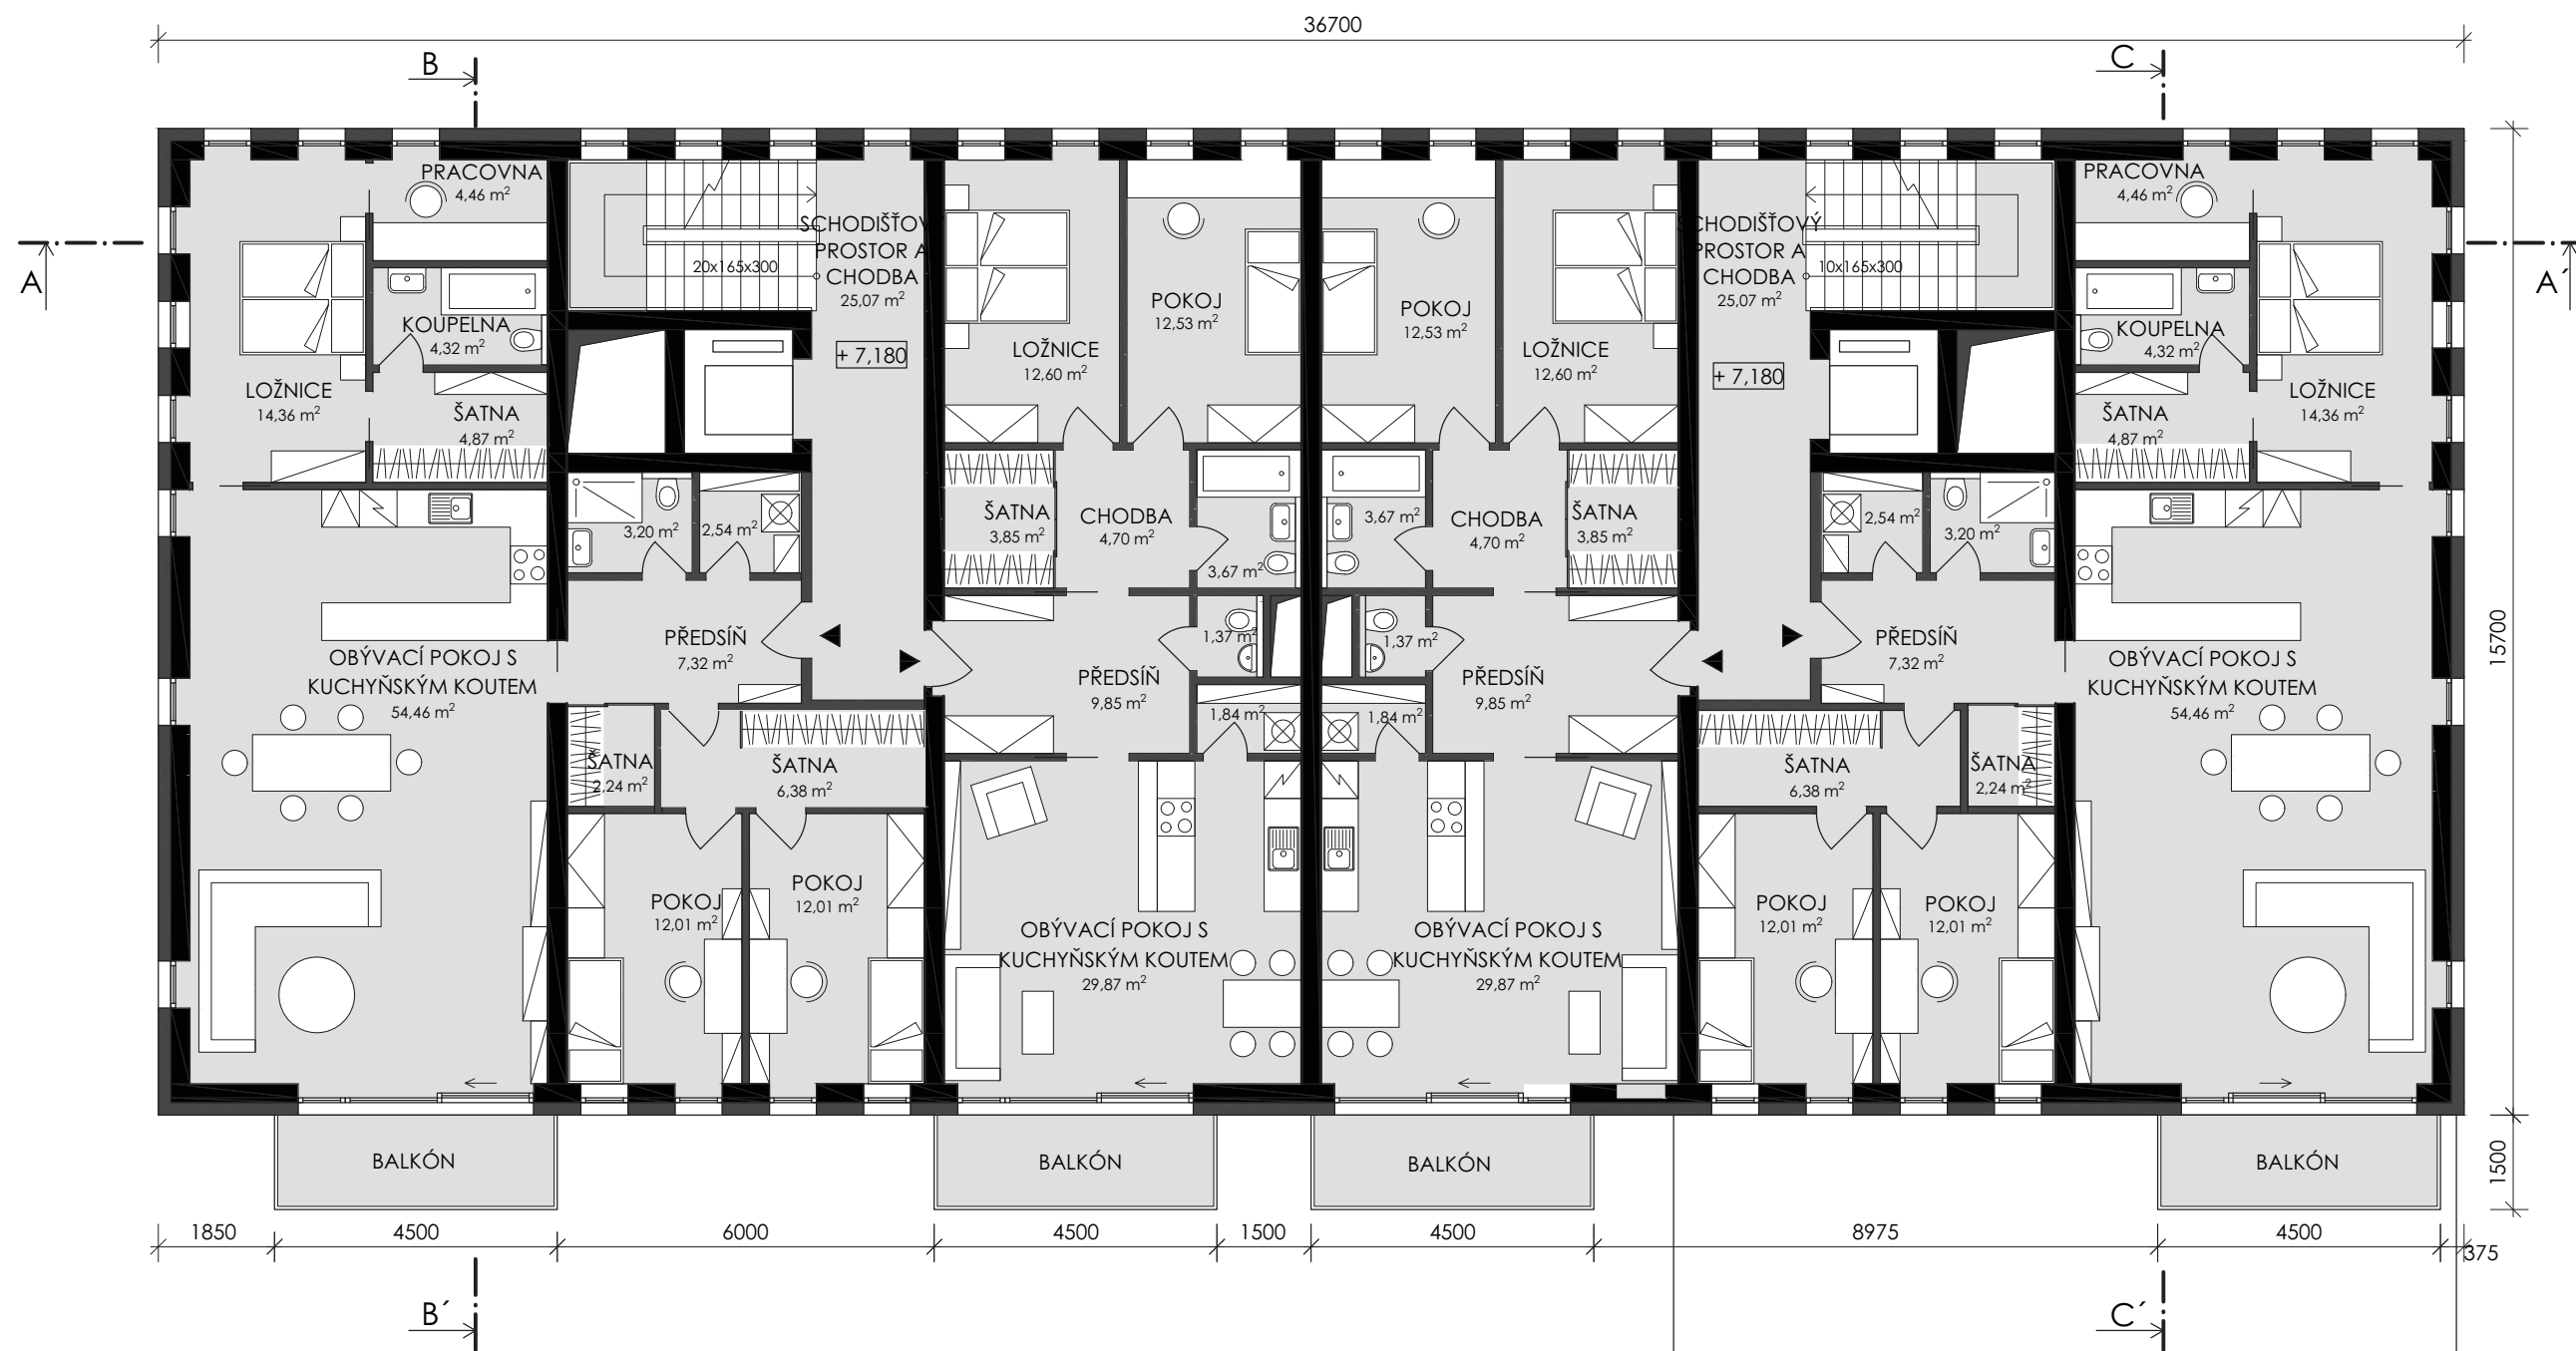 36700
B
C
PRACOVNA
4,46 m²
PRACOVNA
4,46 m²
A
A´
SCHODIŠŤOV
PROSTOR A
CHODBA
25,07 m²
20x165x300
+ 7,180
SCHODIŠŤOVÝ
PROSTOR A
CHODBA
25,07 m²
10x165x300
+ 7,180
KOUPELNA
4,32 m²
LOŽNICE
14,36 m²
ŠATNA
4,87 m²
LOŽNICE
12,60 m²
POKOJ
12,53 m²
POKOJ
12,53 m²
LOŽNICE
12,60 m²
KOUPELNA
4,32 m²
LOŽNICE
14,36 m²
ŠATNA
4,87 m²
3,20 m²
2,54 m²
ŠATNA
3,85 m²
CHODBA
4,70 m²
3,67 m²
3,67 m²
CHODBA
4,70 m²
ŠATNA
3,85 m²
2,54 m²
3,20 m²
OBÝVACÍ POKOJ S
KUCHYŇSKÝM KOUTEM
54,46 m²
PŘEDSÍŇ
7,32 m²
PŘEDSÍŇ
9,85 m²
1,37 m²
1,37 m²
1,84 m²
1,84 m²
PŘEDSÍŇ
9,85 m²
PŘEDSÍŇ
7,32 m²
OBÝVACÍ POKOJ S
KUCHYŇSKÝM KOUTEM
54,46 m²
15700
ŠATNA
2,24 m²
ŠATNA
6,38 m²
ŠATNA
6,38 m²
ŠATNA
2,24 m²
POKOJ
12,01 m²
POKOJ
12,01 m²
OBÝVACÍ POKOJ S
KUCHYŇSKÝM KOUTEM
29,87 m²
OBÝVACÍ POKOJ S
KUCHYŇSKÝM KOUTEM
29,87 m²
POKOJ
12,01 m²
POKOJ
12,01 m²
BALKÓN
BALKÓN
BALKÓN
BALKÓN
1500
1850
4500
6000
4500
1500
4500
8975
4500
375
B´
C´